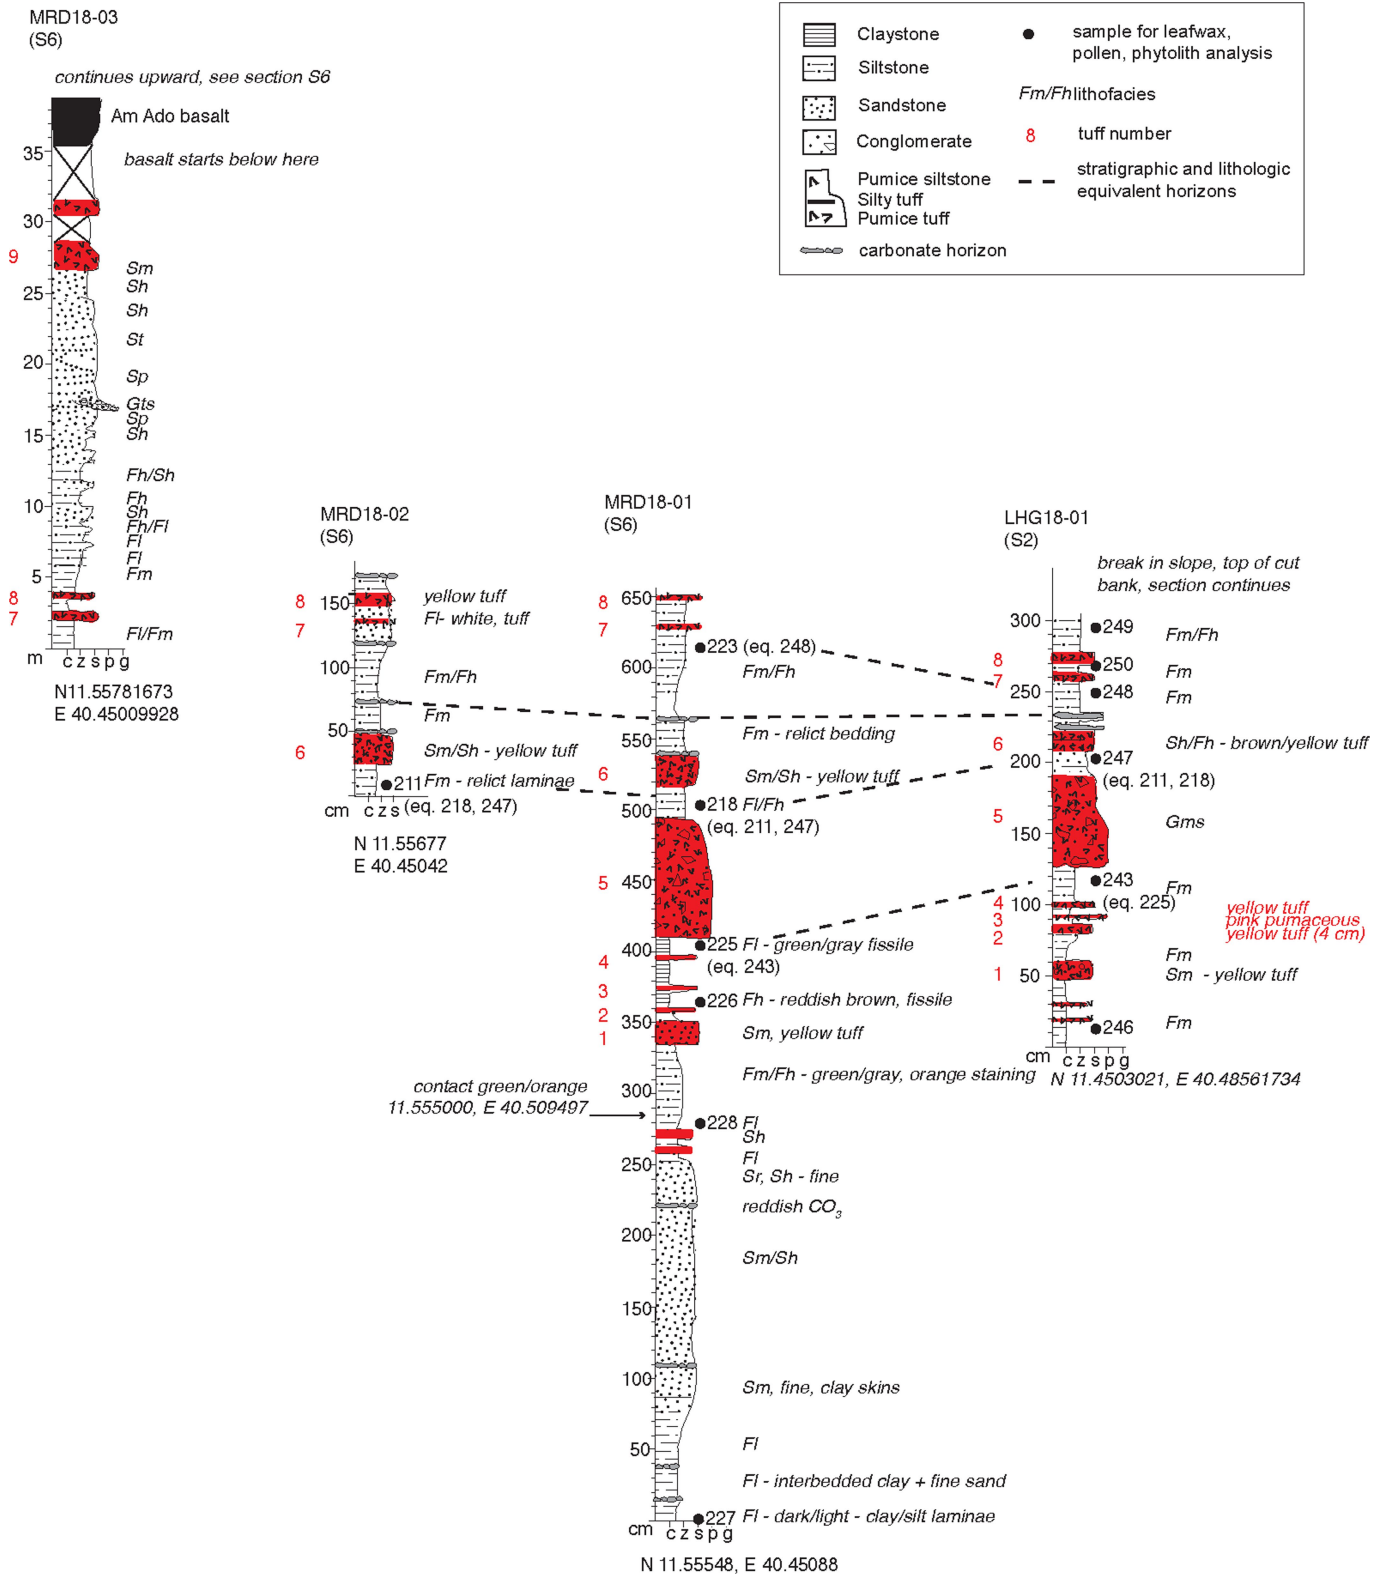 MRD18-03
(S6)
continues upward, see section S6
Am Ado basalt
basalt starts below here
35
30
9
25
20
15
10
5
8
7
m
Sm
Sh
Sh
St
Sp
Gts
Sp
Sh
Fh/Sh
Fh
Sh
Fh/Fl
Fl
Fl
Fm
Fl/Fm
c z s p g
N11.55781673
E 40.45009928
Claystone
Siltstone
Sandstone
Conglomerate
Pumice siltstone
Silty tuff
Pumice tuff
carbonate horizon
sample for leafwax,
pollen, phytolith analysis
Fm/Fh lithofacies
8 tuff number
stratigraphic and lithologic
equivalent horizons
MRD18-02
(S6)
8
150
7
100
50
6
cm
yellow tuff
Fl- white, tuff
Fm/Fh
Fm
Sm/Sh - yellow tuff
211 Fm - relict laminae
(eq. 218, 247)
c z s
N 11.55677
E 40.45042
MRD18-01
(S6)
650
8
7
223 (eq. 248)
600
Fm/Fh
Fm - relict bedding
550
6
Sm/Sh - yellow tuff
500
218 Fl/Fh
(eq. 211, 247)
5
450
400
225 Fl - green/gray fissile
(eq. 243)
4
3
226 Fh - reddish brown, fissile
2
350
1
Sm, yellow tuff
Fm/Fh - green/gray, orange staining
300
contact green/orange
11.555000, E 40.509497
228 Fl
Sh
Fl
250
Sr, Sh - fine
reddish CO3
200
Sm/Sh
150
100
Sm, fine, clay skins
50
Fl
Fl - interbedded clay + fine sand
227 Fl - dark/light - clay/silt laminae
cm
c z s p g
N 11.55548, E 40.45088
LHG18-01
(S2)
break in slope, top of cut
bank, section continues
300
249
Fm/Fh
8
250
Fm
7
250
248
Fm
6
Sh/Fh - brown/yellow tuff
200
247
(eq. 211, 218)
5
Gms
150
243
Fm
(eq. 225)
4
100
yellow tuff
3
pink pumaceous
2
yellow tuff (4 cm)
Fm
1
50
Sm - yellow tuff
Fm
246
cm
c z s p g
N 11.4503021, E 40.48561734